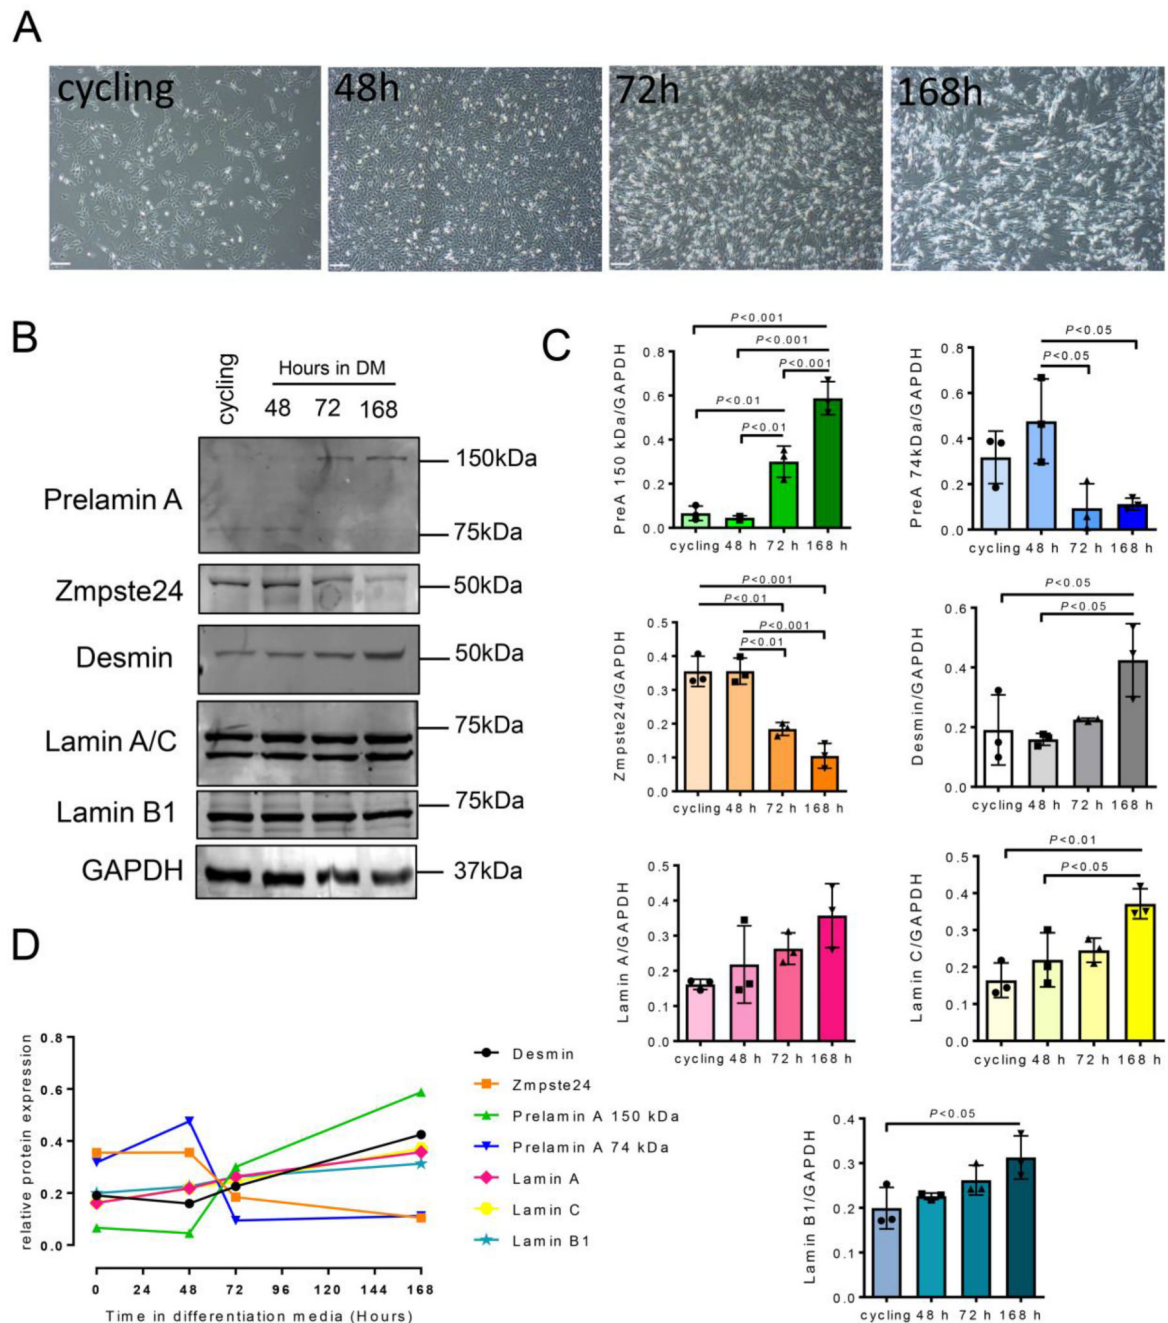 A
cycling
48h
72h
168h
B
cycling
Hours in DM
48 72 168
Prelamin A
150kDa
75kDa
Zmpste24
50kDa
Desmin
50kDa
Lamin A/C
75kDa
Lamin B1
75kDa
GAPDH
37kDa
C
PreA 150 kDa/GAPDH
P<0.001
P<0.001
P<0.001
P<0.01
P<0.01
0.8
0.6
0.4
0.2
0.0
cycling 48 h 72 h 168 h
PreA 74kDa/GAPDH
P<0.05
P<0.05
0.8
0.6
0.4
0.2
0.0
cycling 48 h 72 h 168 h
Zmpste24/GAPDH
P<0.001
P<0.01
P<0.001
P<0.01
0.5
0.4
0.3
0.2
0.1
0.0
cycling 48 h 72 h 168 h
Desmin/GAPDH
P<0.05
P<0.05
0.6
0.4
0.2
0.0
cycling 48 h 72 h 168 h
Lamin A/GAPDH
0.5
0.4
0.3
0.2
0.1
0.0
cycling 48 h 72 h 168 h
Lamin C/GAPDH
P<0.01
P<0.05
0.5
0.4
0.3
0.2
0.1
0.0
cycling 48 h 72 h 168 h
Lamin B1/GAPDH
P<0.05
0.4
0.3
0.2
0.1
0.0
cycling 48 h 72 h 168 h
D
relative protein expression
0.8
0.6
0.4
0.2
0.0
0 24 48 72 96 120 144 168
Time in differentiation media (Hours)
Desmin
Zmpste24
Prelamin A 150 kDa
Prelamin A 74 kDa
Lamin A
Lamin C
Lamin B1